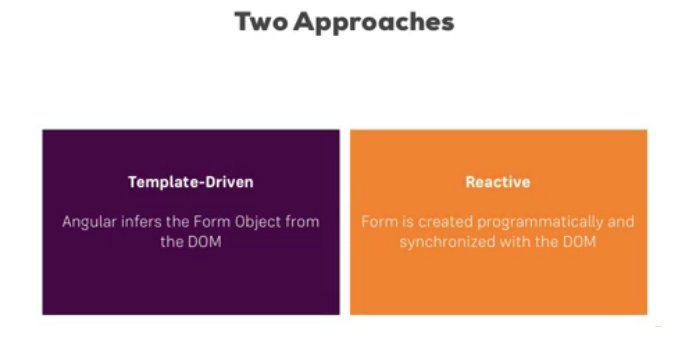 Two Approaches
Template-Driven
Angular infers the Form Object from
the DOM
Reactive
Form is created programmatically and
synchronized with the DOM